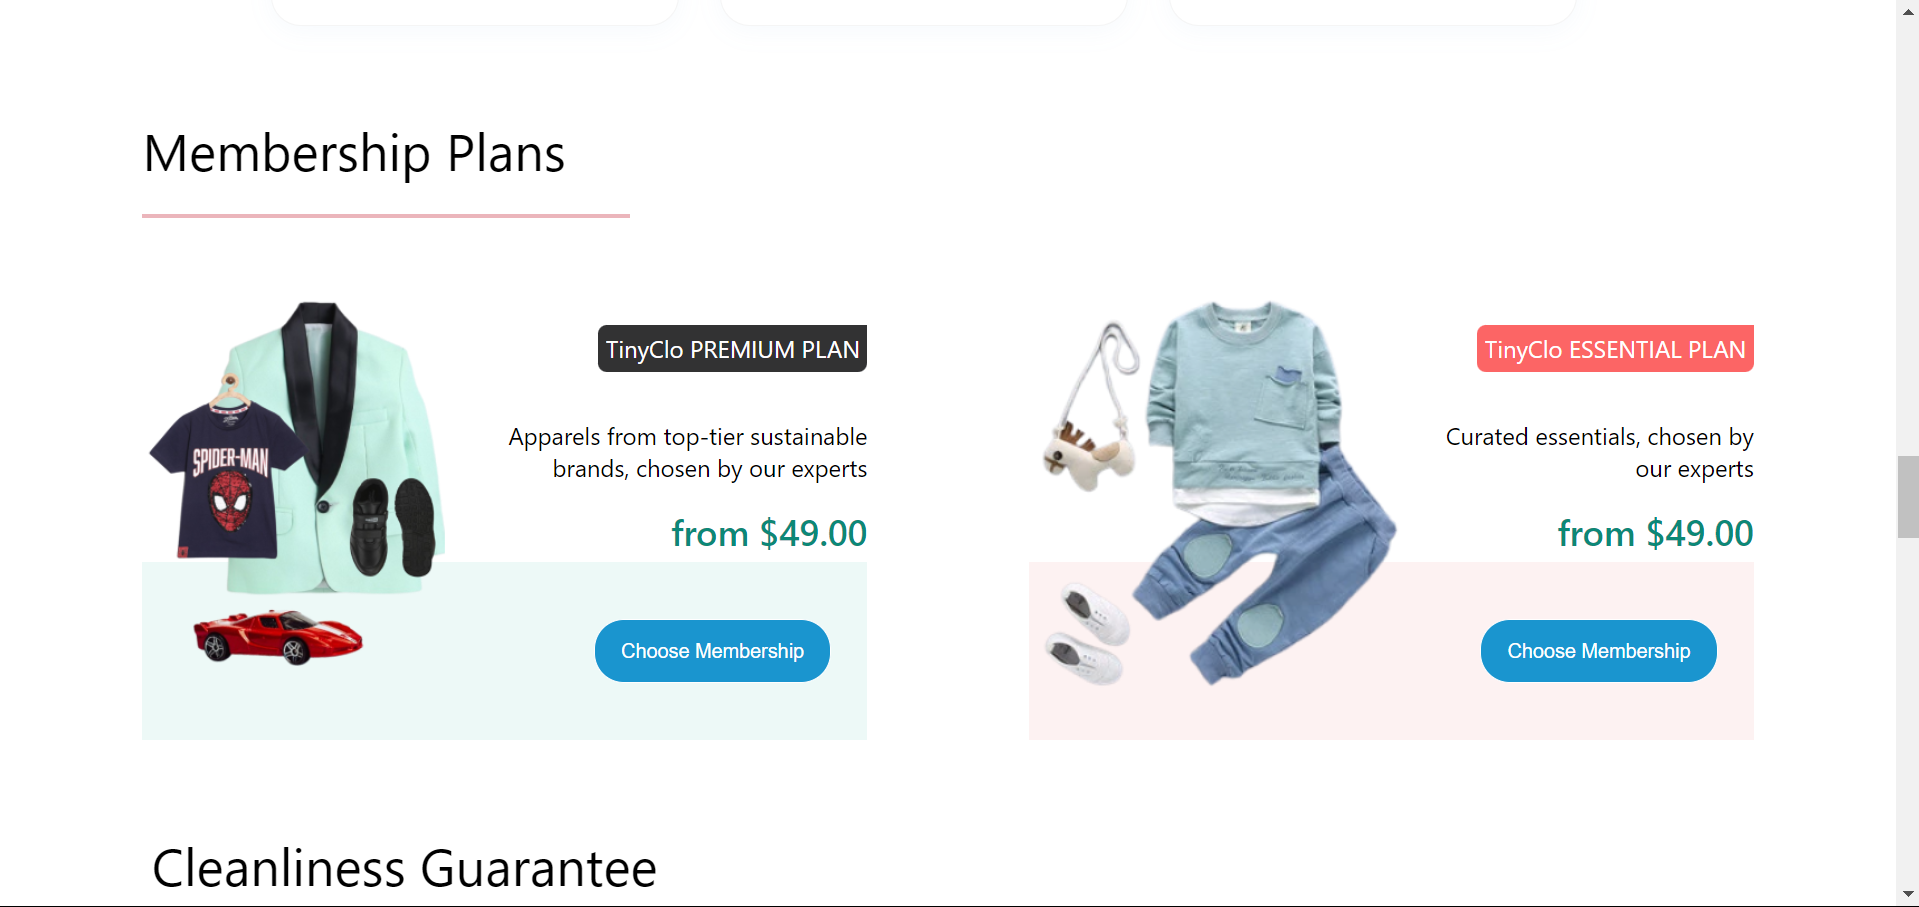 Membership Plans
TinyClo PREMIUM PLAN
Apparels from top-tier sustainable
brands, chosen by our experts
from $49.00
SPIDER-MAN
Choose Membership
TinyClo ESSENTIAL PLAN
Curated essentials, chosen by
our experts
from $49.00
Choose Membership
Cleanliness Guarantee